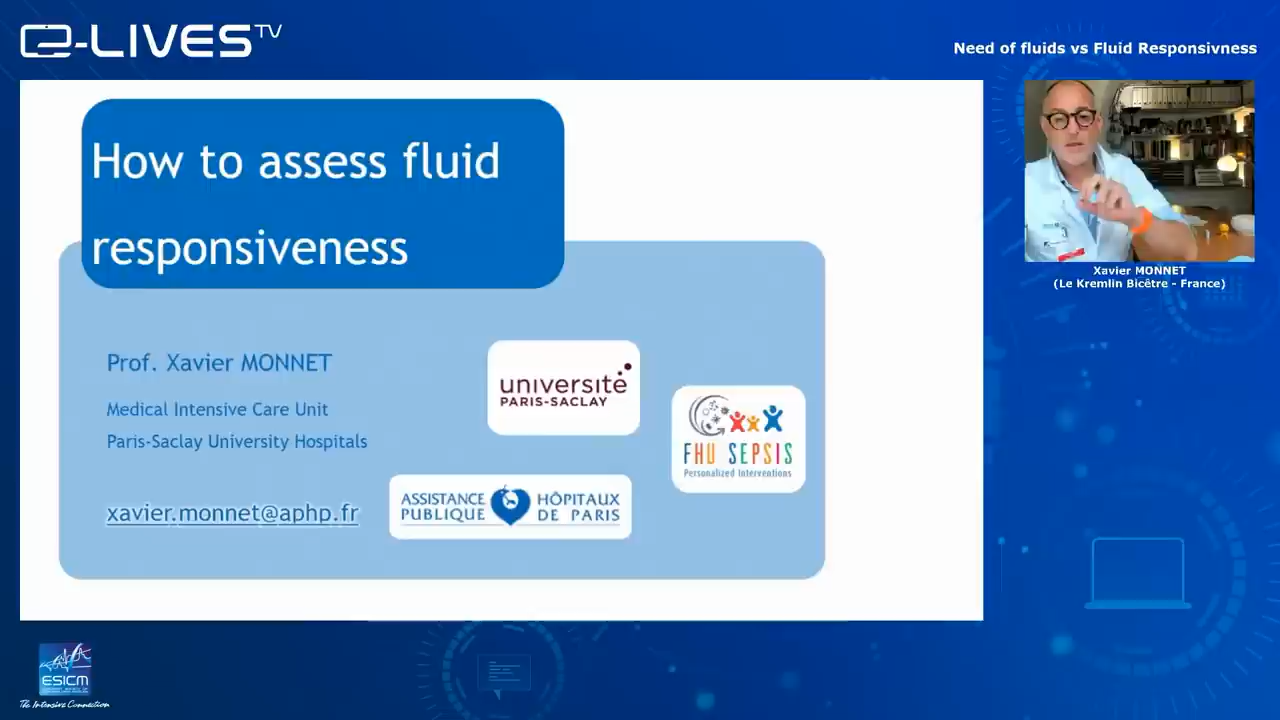 e-LIVES TV
Need of fluids vs Fluid Responsivness
How to assess fluid
responsiveness
Prof. Xavier MONNET
Medical Intensive Care Unit
Paris-Saclay University Hospitals
xavier.monnet@aphp.fr
université
PARIS-SACLAY
FHU SEPSIS
Personalized Interventions
ASSISTANCE HÔPITAUX
PUBLIQUE DE PARIS
Xavier MONNET
(Le Kremlin Bicêtre - France)
ESICM
The Intensive Connection